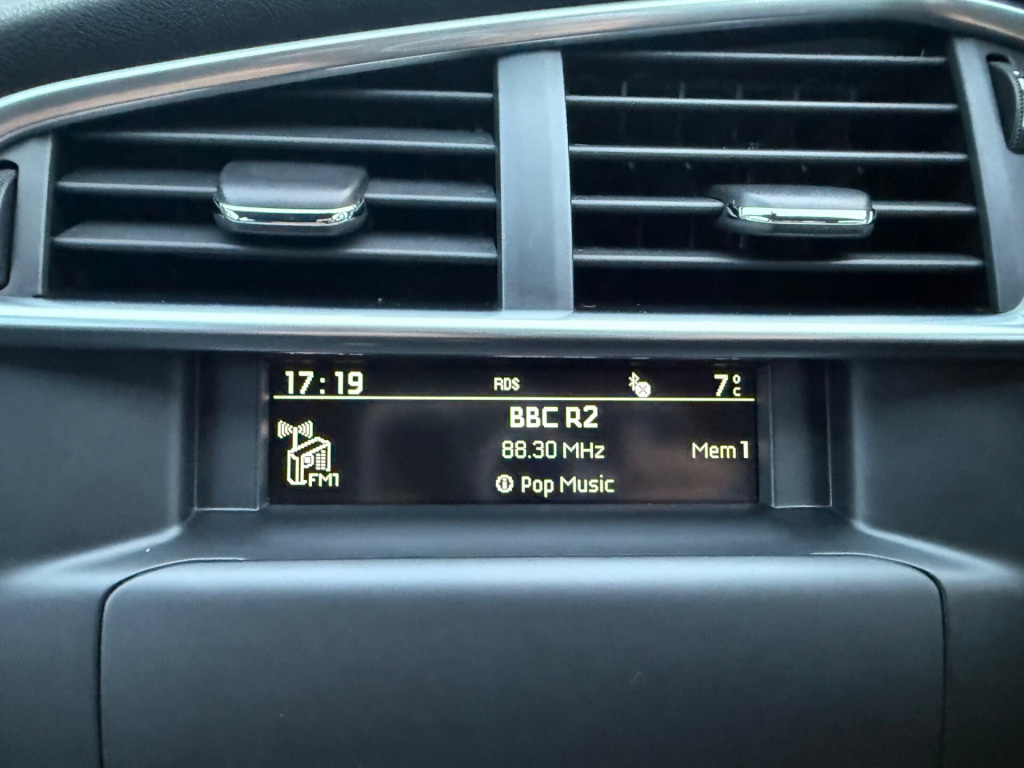 17:19 RDS 7°C
BBC R2
88.30 MHz Mem 1
FM1 Pop Music